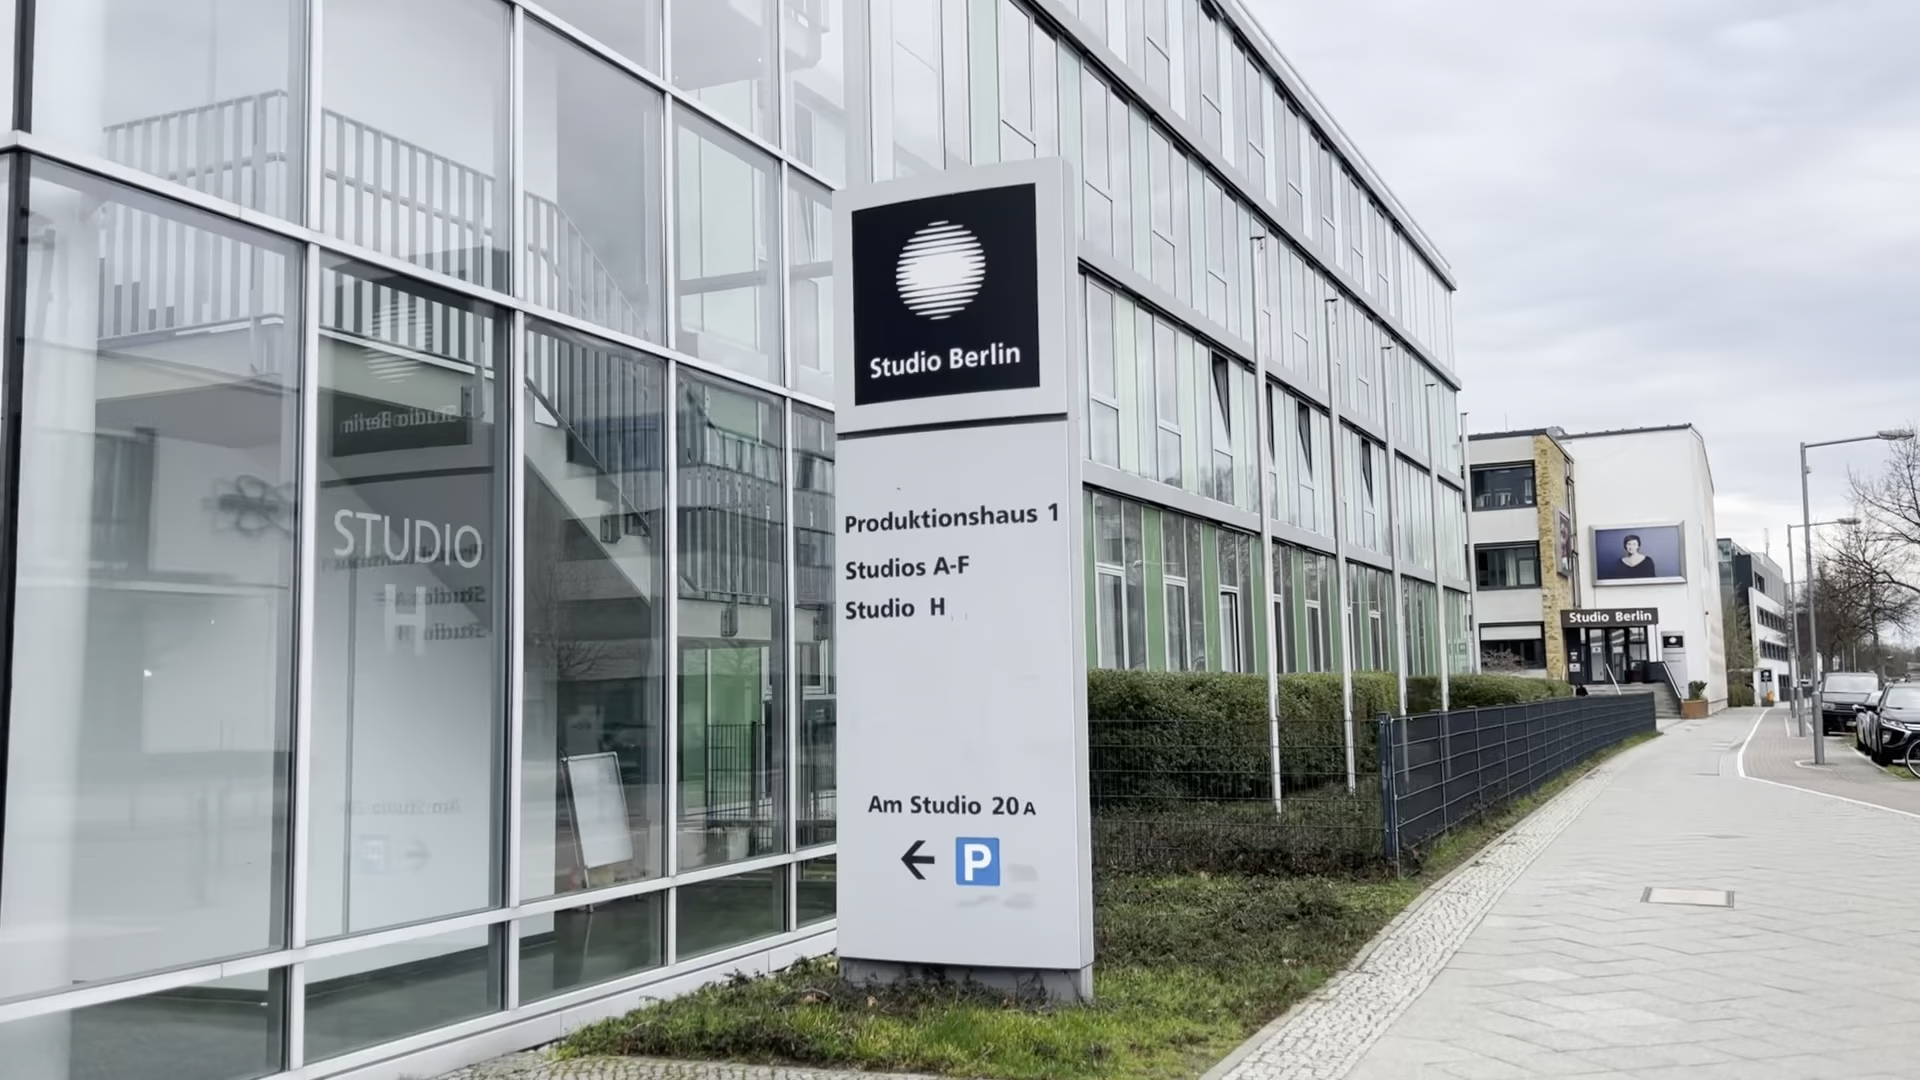 Studio Berlin
Produktionshaus 1
Studios A-F
Studio H
Am Studio 20 A
P
STUDIO
H
Studio Berlin